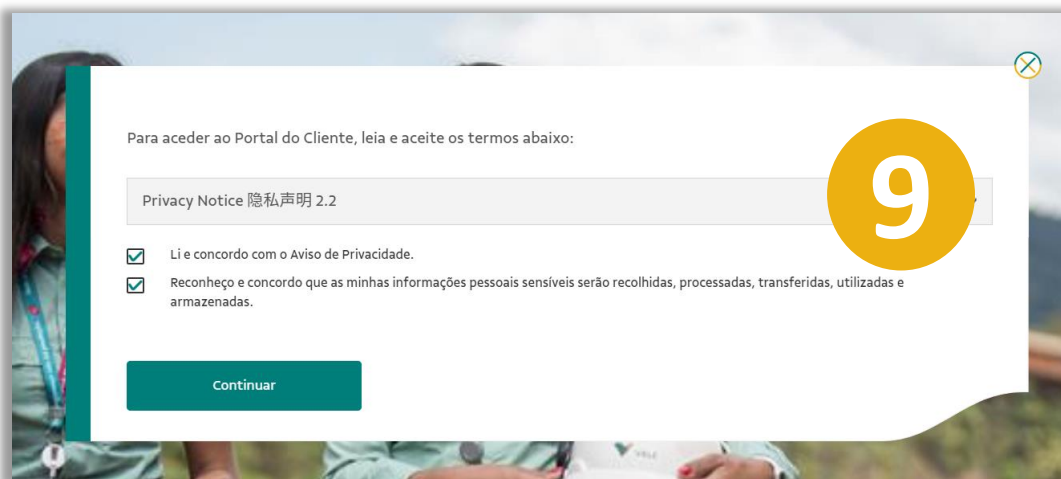 Para aceder ao Portal do Cliente, leia e aceite os termos abaixo:
9
Privacy Notice 隐私声明 2.2
Li e concordo com o Aviso de Privacidade.
Reconheço e concordo que as minhas informações pessoais sensíveis serão recolhidas, processadas, transferidas, utilizadas e
armazenadas.
Continuar
VALE